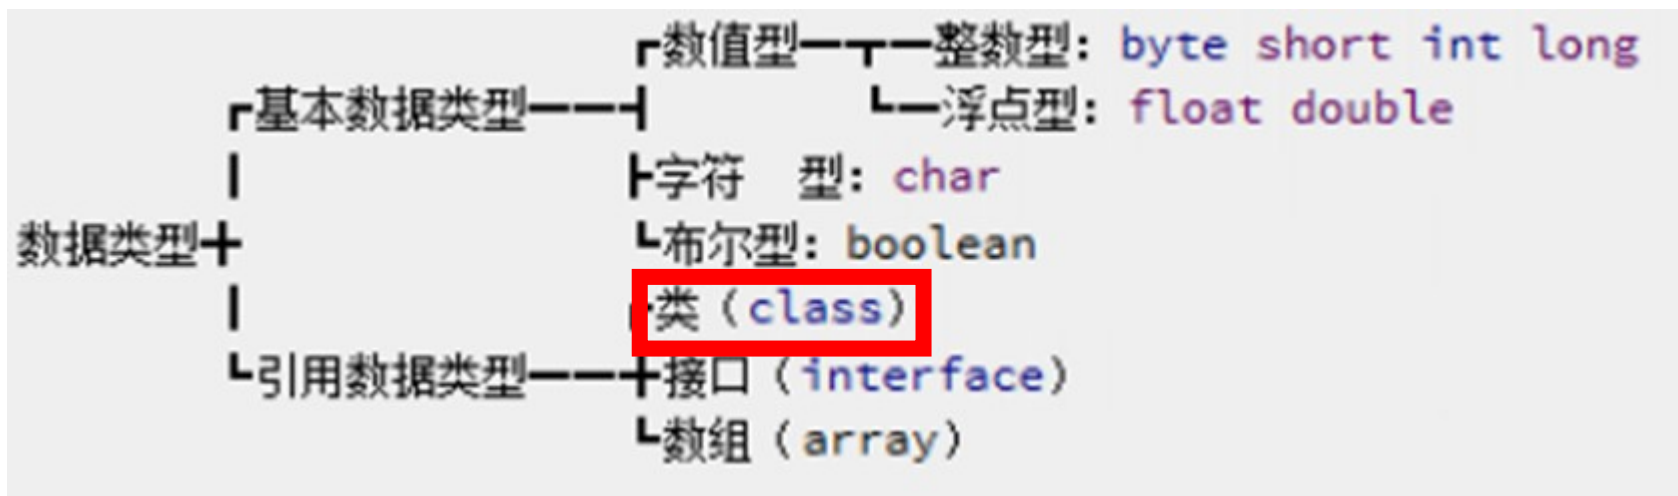 数值型 整数型: byte short int long
基本数据类型 浮点型: float double
字符 型: char
数据类型 布尔型: boolean
类 (class)
引用数据类型 接口 (interface)
数组 (array)